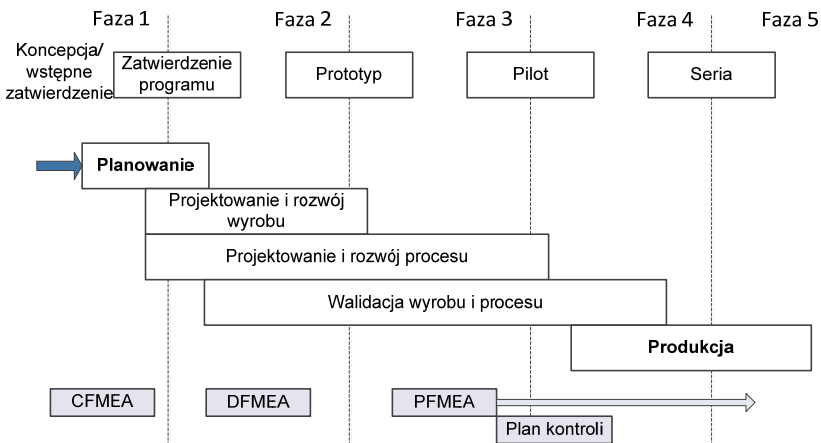 Faza 1
Faza 2
Faza 3
Faza 4
Faza 5
Koncepcja/
wstępne
zatwierdzenie
Zatwierdzenie
programu
Prototyp
Pilot
Seria
Planowanie
Projektowanie i rozwój
wyrobu
Projektowanie i rozwój procesu
Walidacja wyrobu i procesu
Produkcja
CFMEA
DFMEA
PFMEA
Plan kontroli